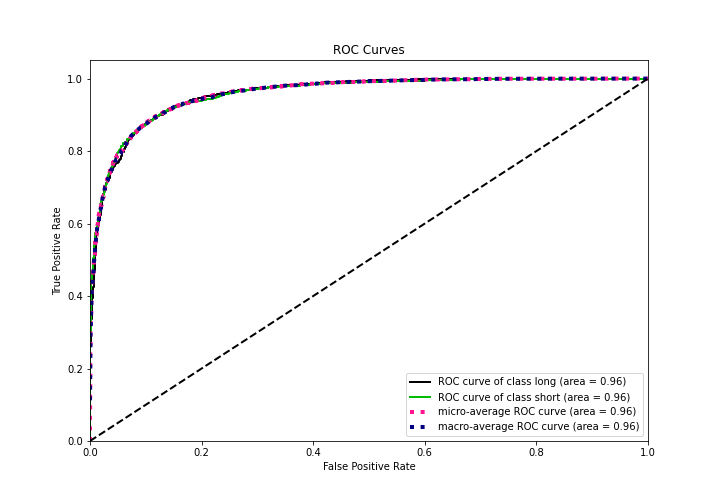 ROC Curves
1.0
0.8
0.6
0.4
0.2
0.0
True Positive Rate
ROC curve of class long (area = 0.96)
ROC curve of class short (area = 0.96)
micro-average ROC curve (area = 0.96)
macro-average ROC curve (area = 0.96)
0.0 0.2 0.4 0.6 0.8 1.0
False Positive Rate